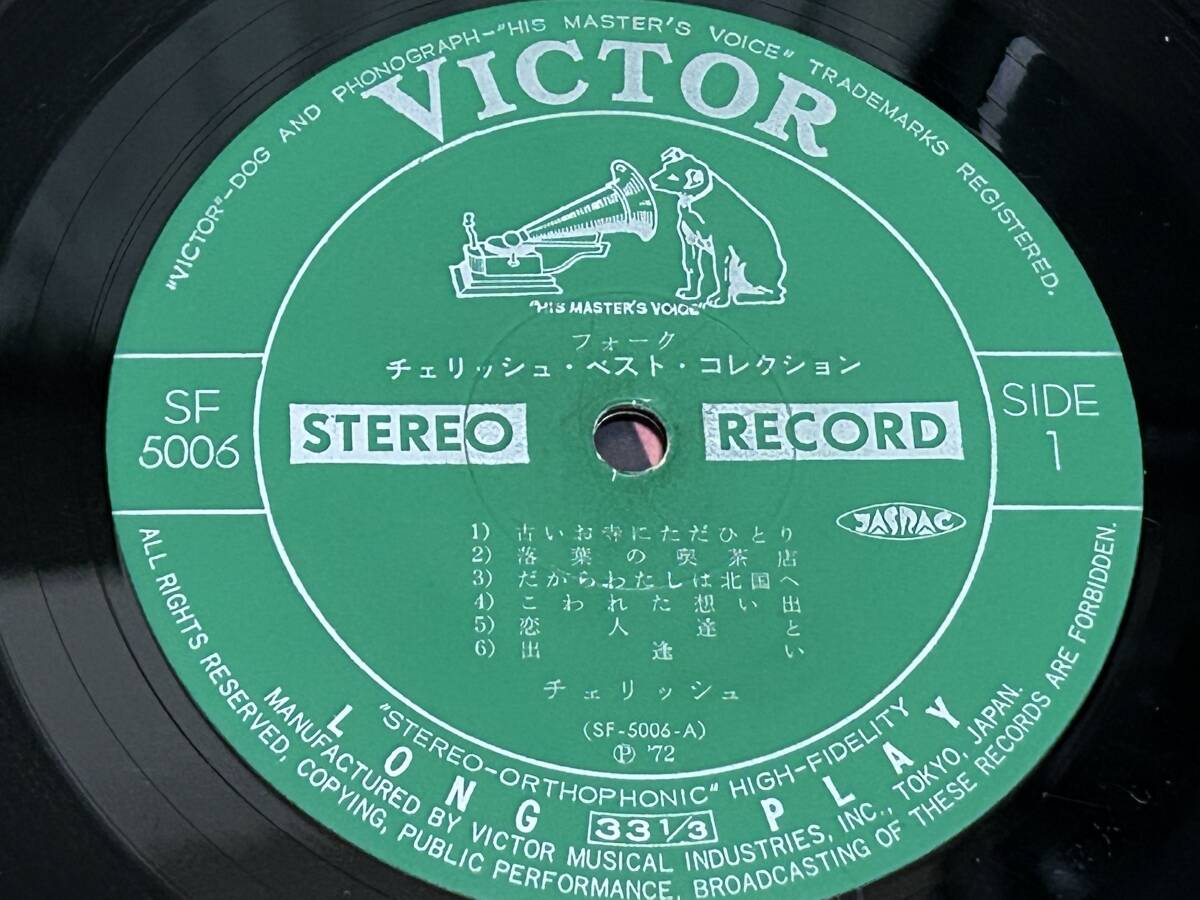 "VICTOR"–DOG AND PHONOGRAPH–"HIS MASTER'S VOICE" TRADEMARKS REGISTERED.
VICTOR
"HIS MASTER'S VOICE"
フォーク
チェリッシュ・ベスト・コレクション
SF
5006
STEREO RECORD
SIDE
1
JASRAC
1) 古いお寺にただひとり
2) 落葉の喫茶店
3) だからわたしは北国へ
4) こわれた想い出
5) 恋人達と
6) 出逢い
チェリッシュ
(SF-5006-A)
Ⓟ '72
"STEREO-ORTHOPHONIC" HIGH-FIDELITY
LONG PLAY
33 1/3
MANUFACTURED BY VICTOR MUSICAL INDUSTRIES, INC., TOKYO, JAPAN.
ALL RIGHTS RESERVED, COPYING, PUBLIC PERFORMANCE, BROADCASTING OF THESE RECORDS ARE FORBIDDEN.